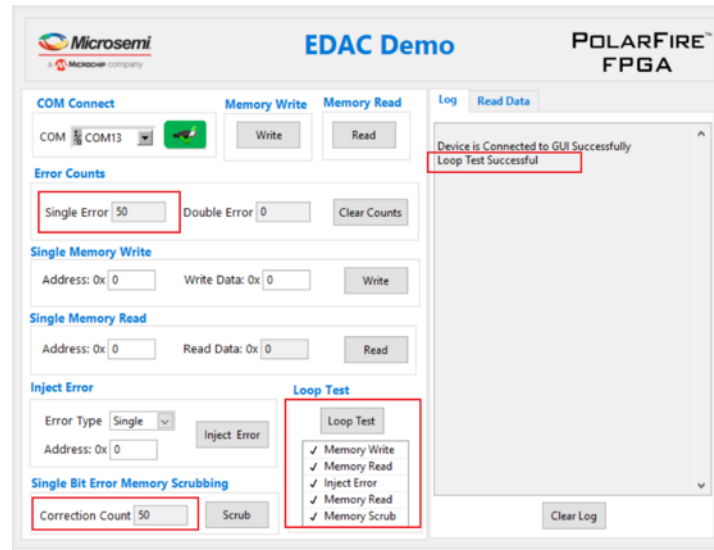 Microsemi
a MICROCHIP company
EDAC Demo
POLARFIRE™
FPGA
COM Connect
COM COM13
Memory Write
Write
Memory Read
Read
Error Counts
Single Error 50 Double Error 0 Clear Counts
Single Memory Write
Address: 0x 0 Write Data: 0x 0 Write
Single Memory Read
Address: 0x 0 Read Data: 0x 0 Read
Inject Error
Error Type Single
Address: 0x 0
Inject Error
Loop Test
Loop Test
✓ Memory Write
✓ Memory Read
✓ Inject Error
✓ Memory Read
✓ Memory Scrub
Single Bit Error Memory Scrubbing
Correction Count 50 Scrub
Log Read Data
Device is Connected to GUI Successfully
Loop Test Successful
Clear Log